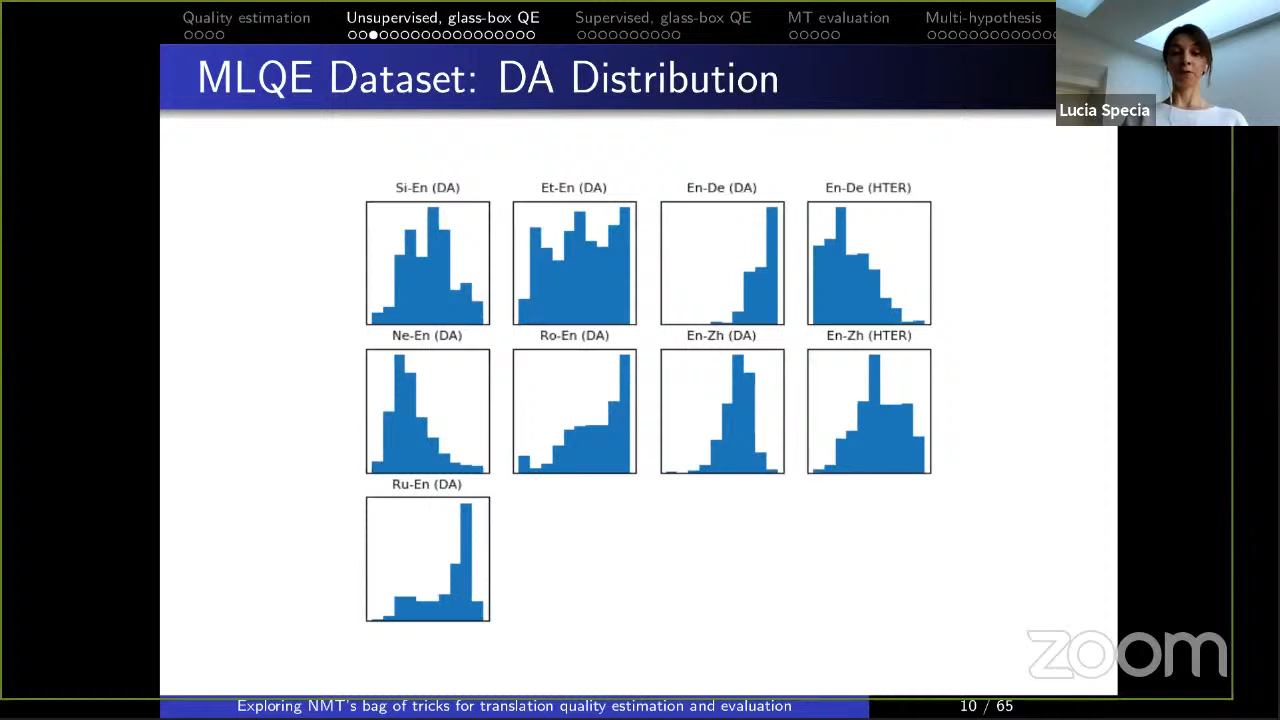 Quality estimation
Unsupervised, glass-box QE
Supervised, glass-box QE
MT evaluation
Multi-hypothesis
MLQE Dataset: DA Distribution
Lucia Specia
Si-En (DA)
Et-En (DA)
En-De (DA)
En-De (HTER)
Ne-En (DA)
Ro-En (DA)
En-Zh (DA)
En-Zh (HTER)
Ru-En (DA)
zoom
Exploring NMT's bag of tricks for translation quality estimation and evaluation
10 / 65